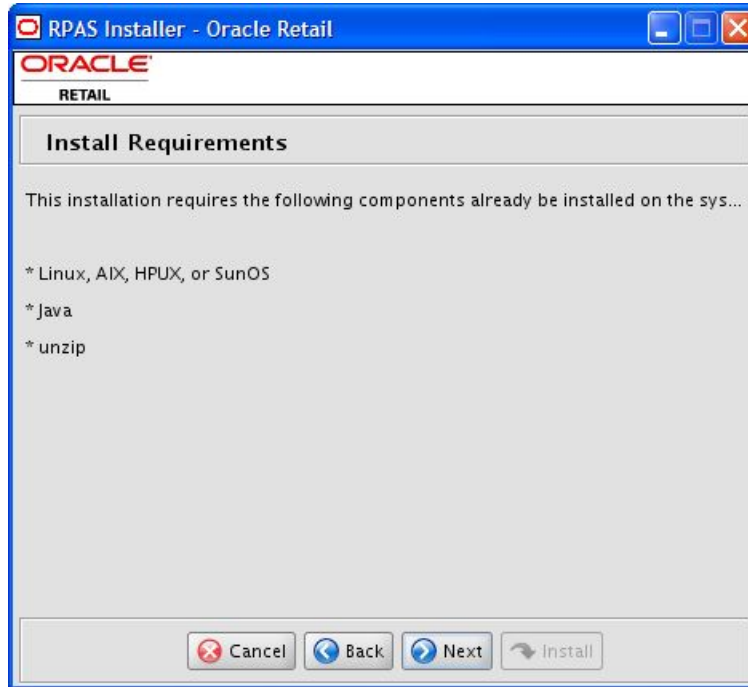 RPAS Installer - Oracle Retail
ORACLE
RETAIL
Install Requirements
This installation requires the following components already be installed on the sys...
* Linux, AIX, HPUX, or SunOS
* Java
* unzip
Cancel
Back
Next
Install